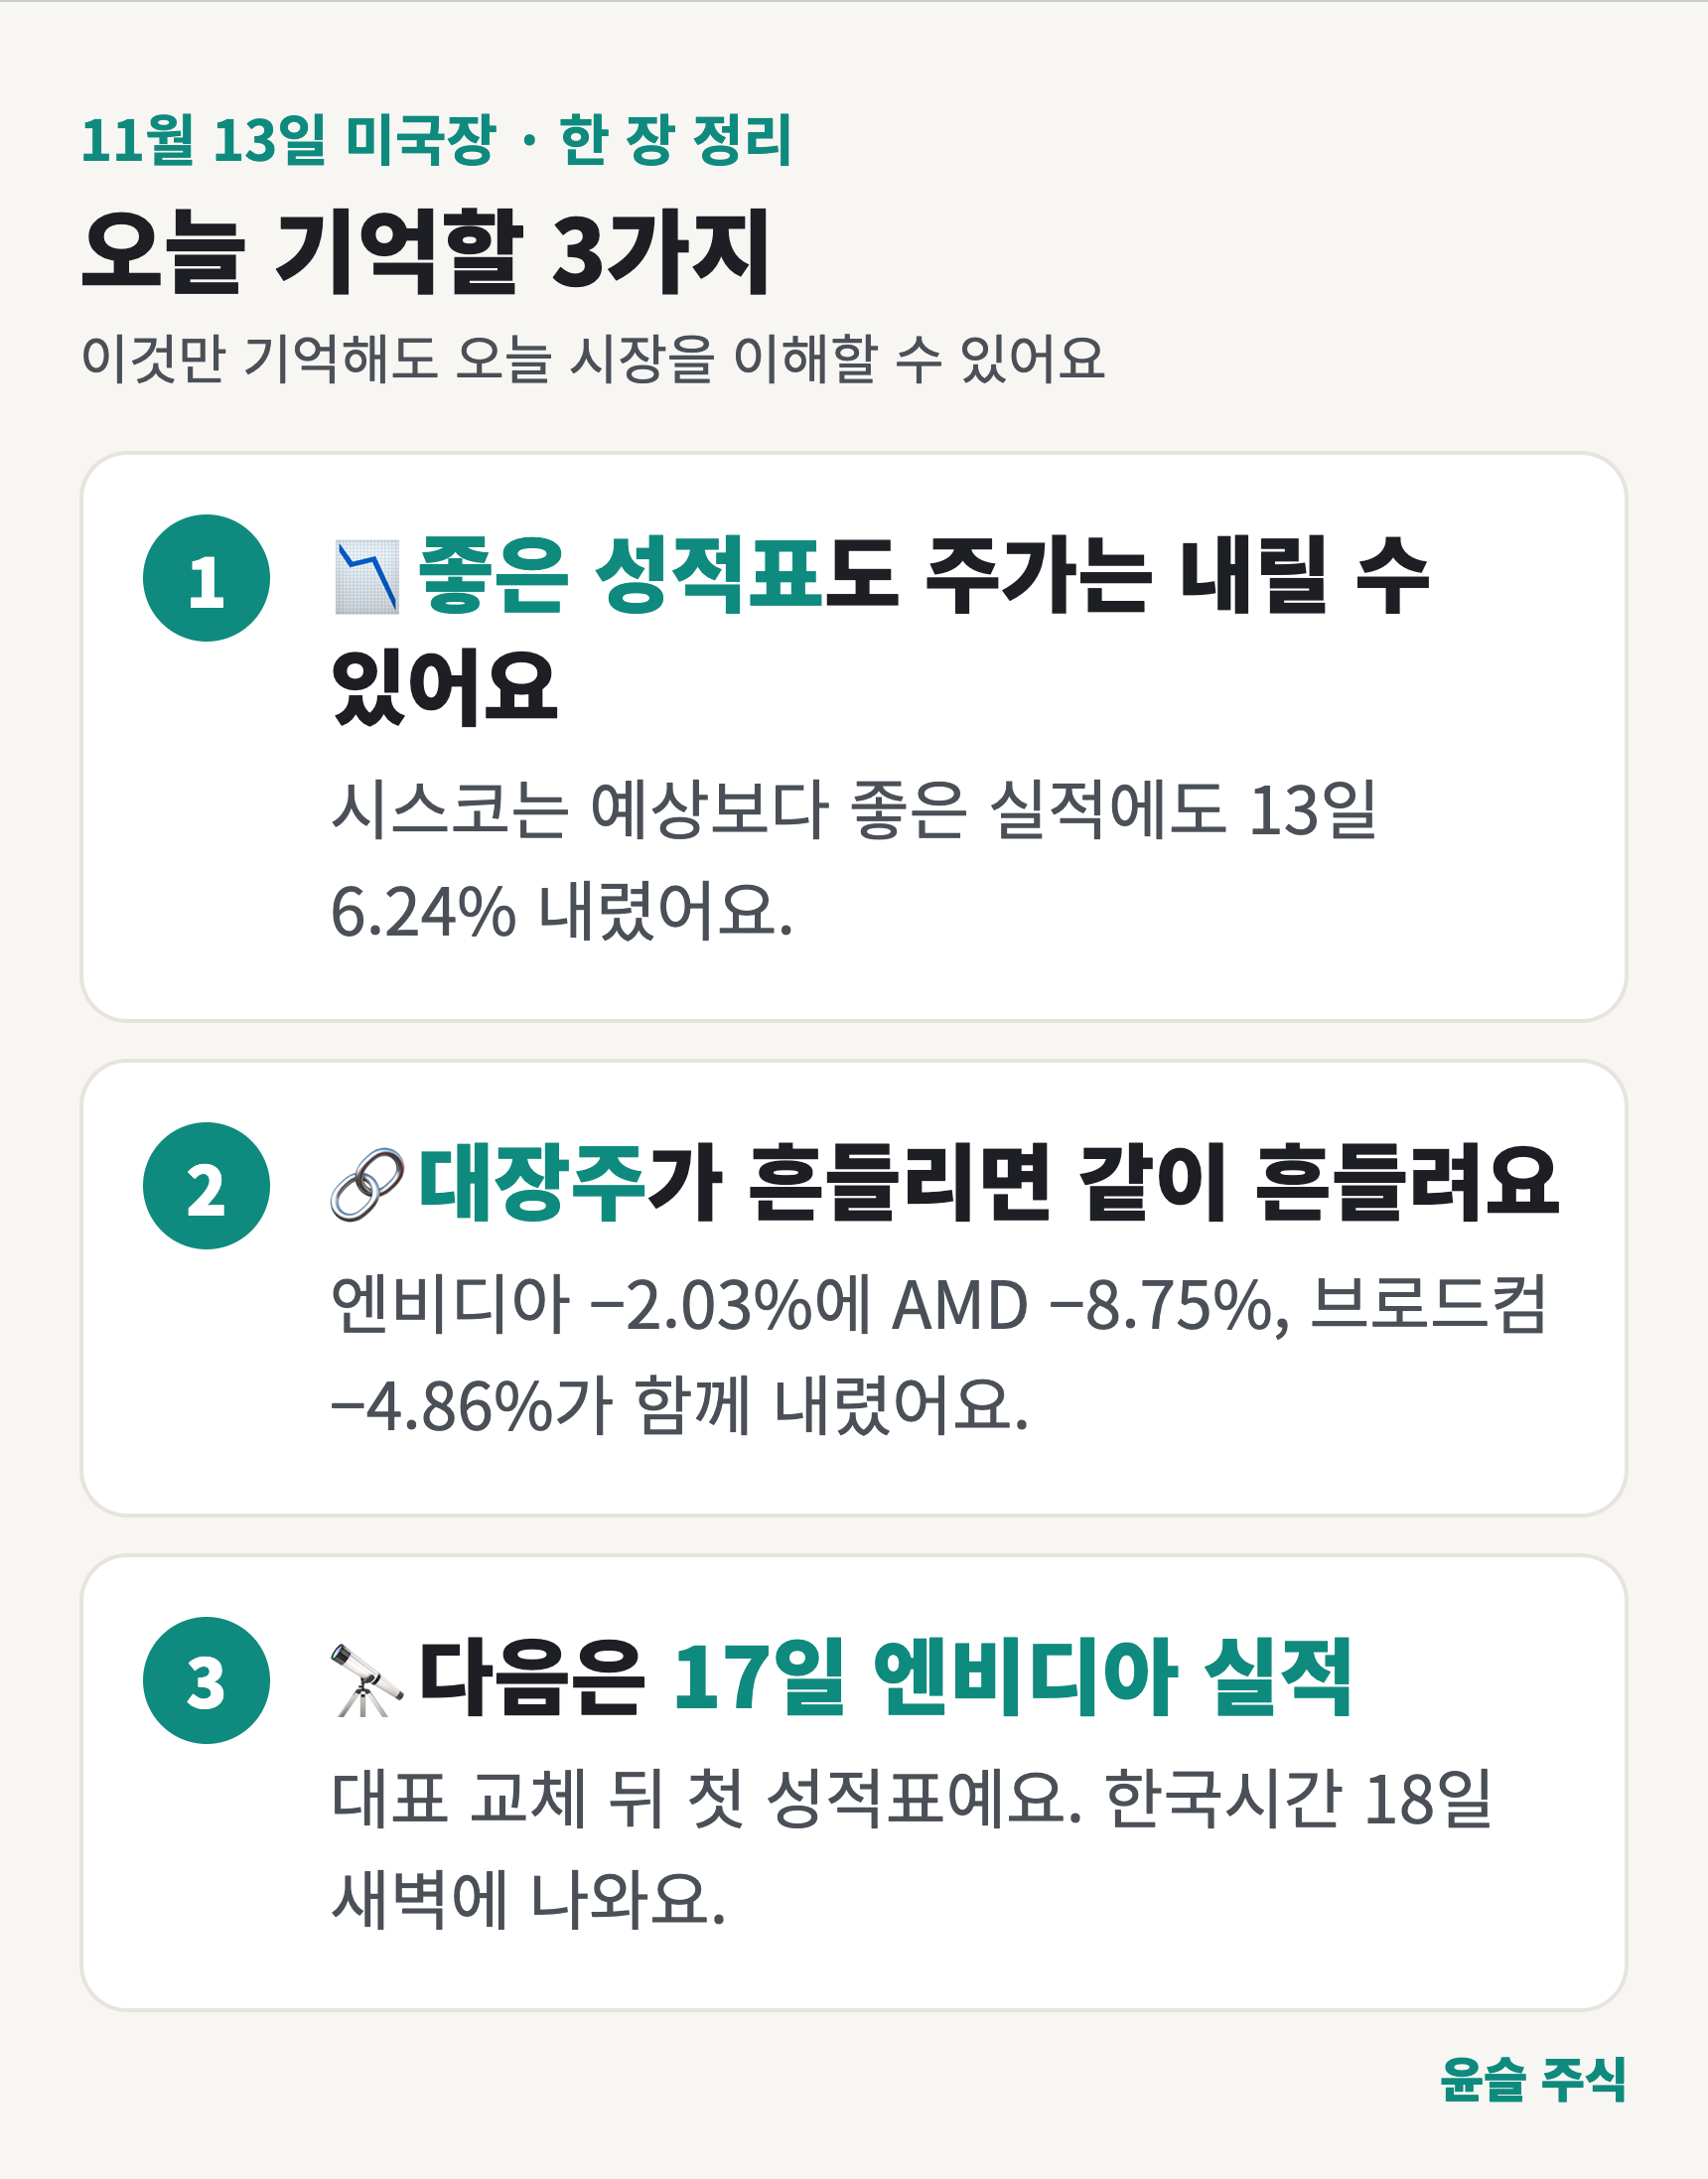 11월 13일 미국장 · 한 장 정리
오늘 기억할 3가지
이것만 기억해도 오늘 시장을 이해할 수 있어요
1
좋은 성적표도 주가는 내릴 수
있어요
시스코는 예상보다 좋은 실적에도 13일
6.24% 내렸어요.
2
대장주가 흔들리면 같이 흔들려요
엔비디아 −2.03%에 AMD −8.75%, 브로드컴
−4.86%가 함께 내렸어요.
3
다음은 17일 엔비디아 실적
대표 교체 뒤 첫 성적표예요. 한국시간 18일
새벽에 나와요.
윤슬 주식